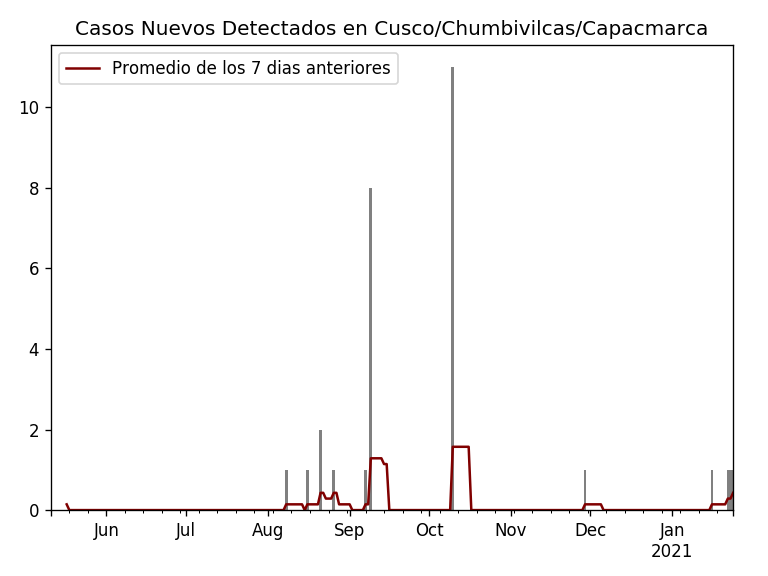 Casos Nuevos Detectados en Cusco/Chumbivilcas/Capacmarca
Promedio de los 7 dias anteriores
10
8
6
4
2
0
Jun Jul Aug Sep Oct Nov Dec Jan
2021